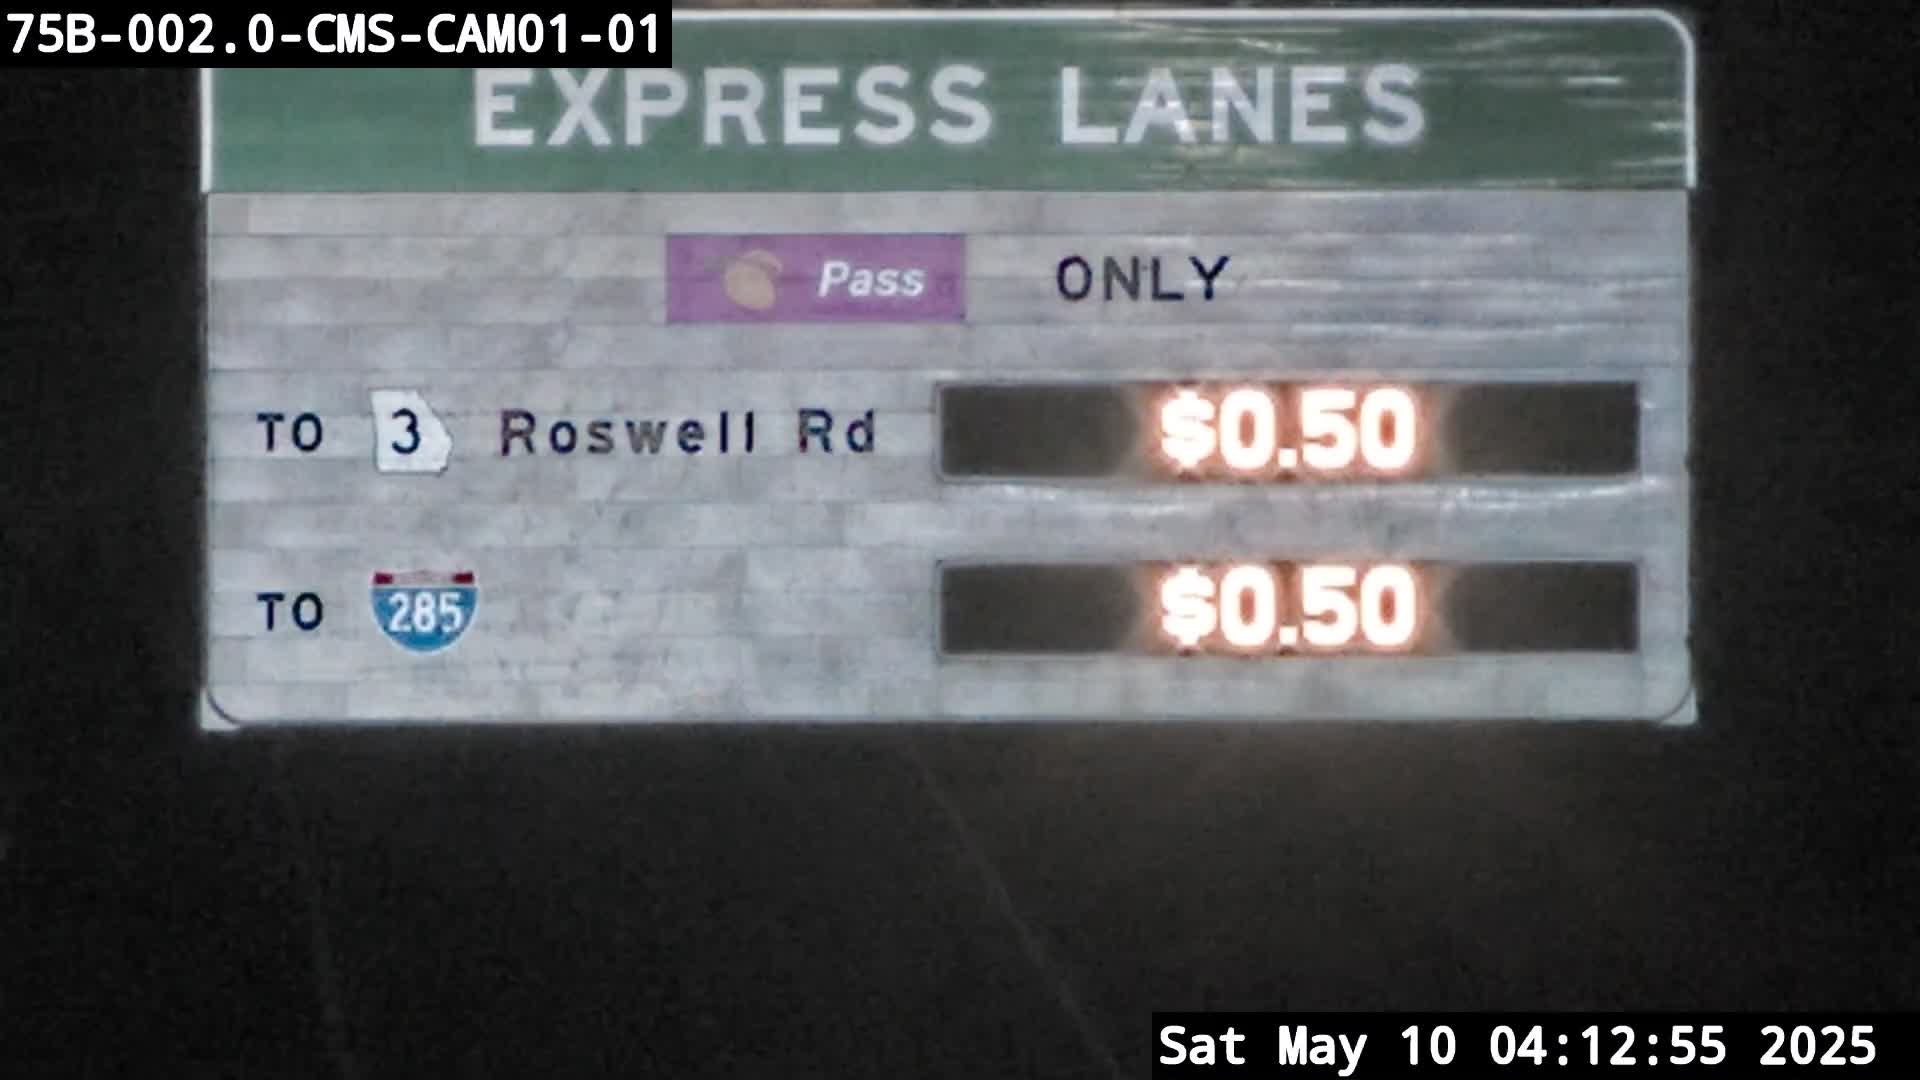 75B-002.0-CMS-CAM01-01
EXPRESS LANES
Pass ONLY
TO 3 Roswell Rd $0.50
TO 285 $0.50
Sat May 10 04:12:55 2025